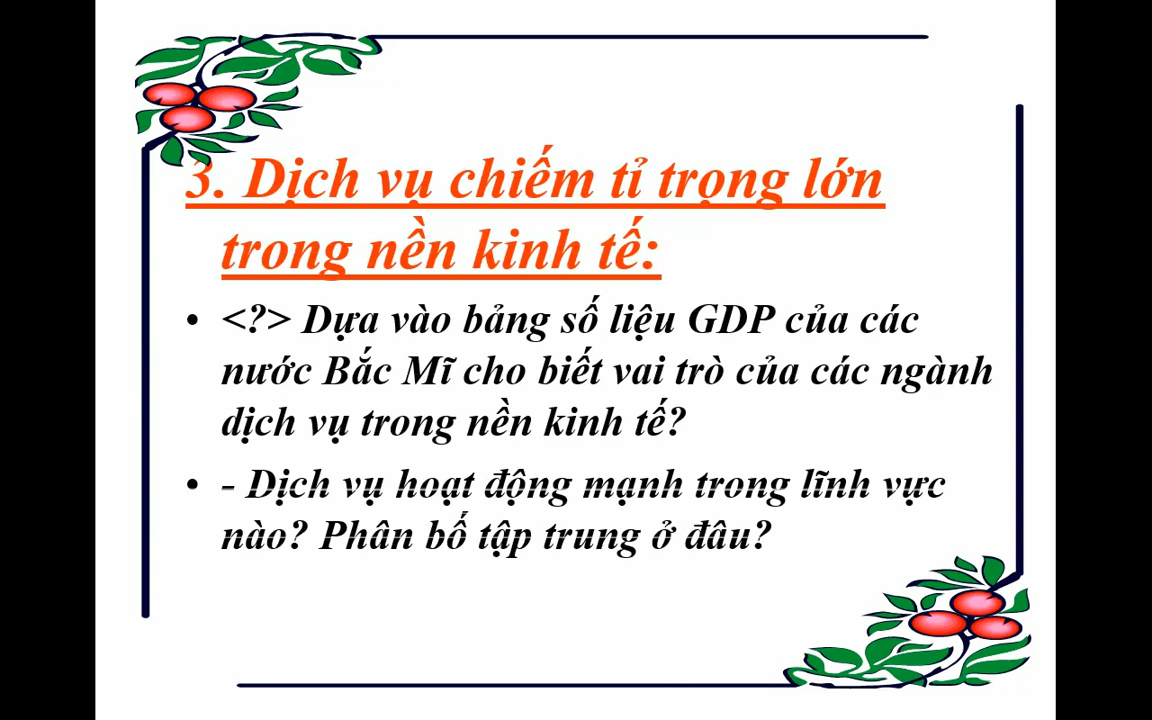 3. Dịch vụ chiếm tỉ trọng lớn
trong nền kinh tế:
• <?> Dựa vào bảng số liệu GDP của các
nước Bắc Mĩ cho biết vai trò của các ngành
dịch vụ trong nền kinh tế?
• - Dịch vụ hoạt động mạnh trong lĩnh vực
nào? Phân bố tập trung ở đâu?